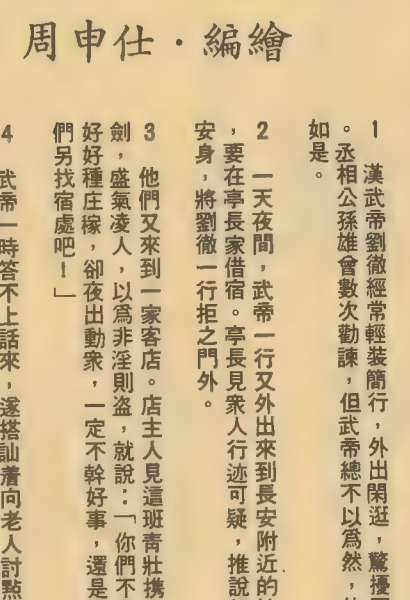 周申仕·編繪
1 漢武帝劉徹經常輕裝簡行,外出閑逛,驚擾
。丞相公孫雄曾數次勸諫,但武帝總不以爲然,
如是。
2 一天夜間,武帝一行又外出來到長安附近的
,要在亭長家借宿。亭長見衆人行迹可疑,推說
安身,將劉徹一行拒之門外。
3 他們又來到一家客店。店主人見這班青壯携
劍,盛氣凌人,以爲非淫則盗,就說:「你們不
好好種庄稼,卻夜出動衆,一定不幹好事,還是
們另找宿處吧!」
4 武帝一時答不上話來,遂搭訕着向老人討點